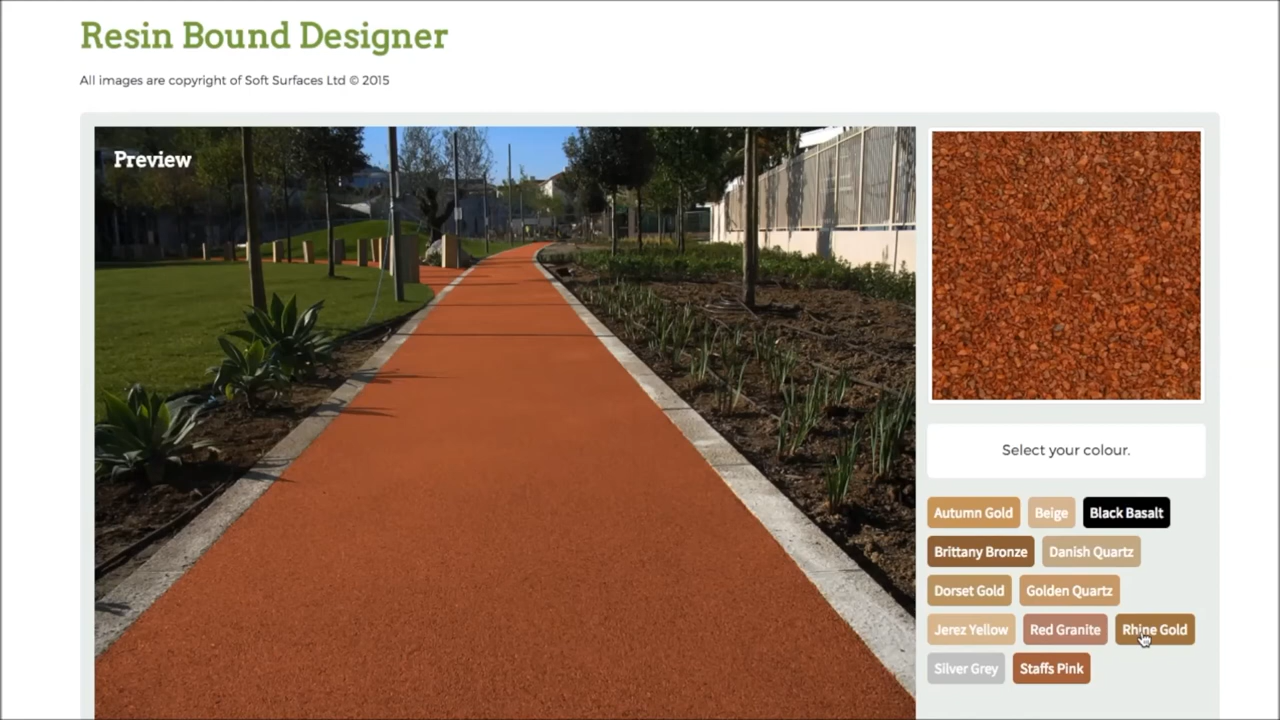 Resin Bound Designer
All images are copyright of Soft Surfaces Ltd © 2015
Preview
Select your colour.
Autumn Gold Beige Black Basalt
Brittany Bronze Danish Quartz
Dorset Gold Golden Quartz
Jerez Yellow Red Granite Rhine Gold
Silver Grey Staffs Pink